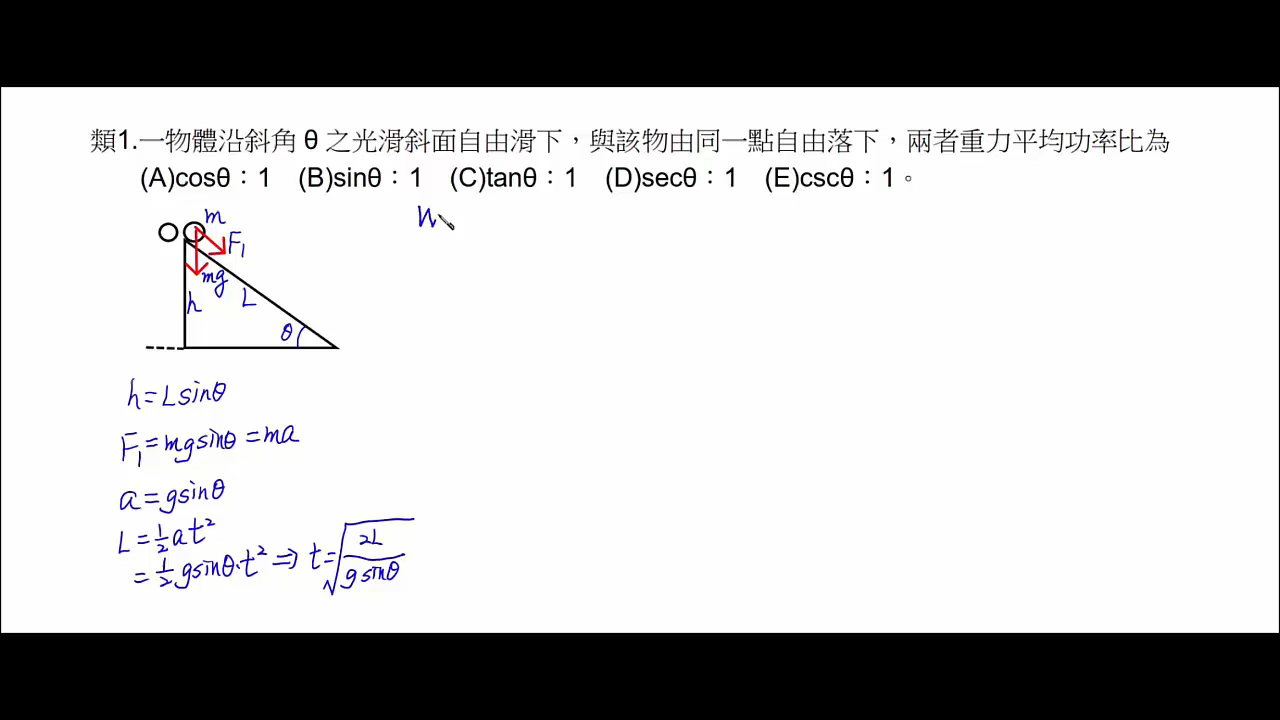 類1.一物體沿斜角 θ 之光滑斜面自由滑下，與該物由同一點自由落下，兩者重力平均功率比為
(A)cosθ：1 (B)sinθ：1 (C)tanθ：1 (D)secθ：1 (E)cscθ：1。
m
F₁
mg
h
L
θ
h=Lsinθ
F₁=mgsinθ=ma
a=gsinθ
L=½at²
=½gsinθ·t²⇒t=√(2L/gsinθ)